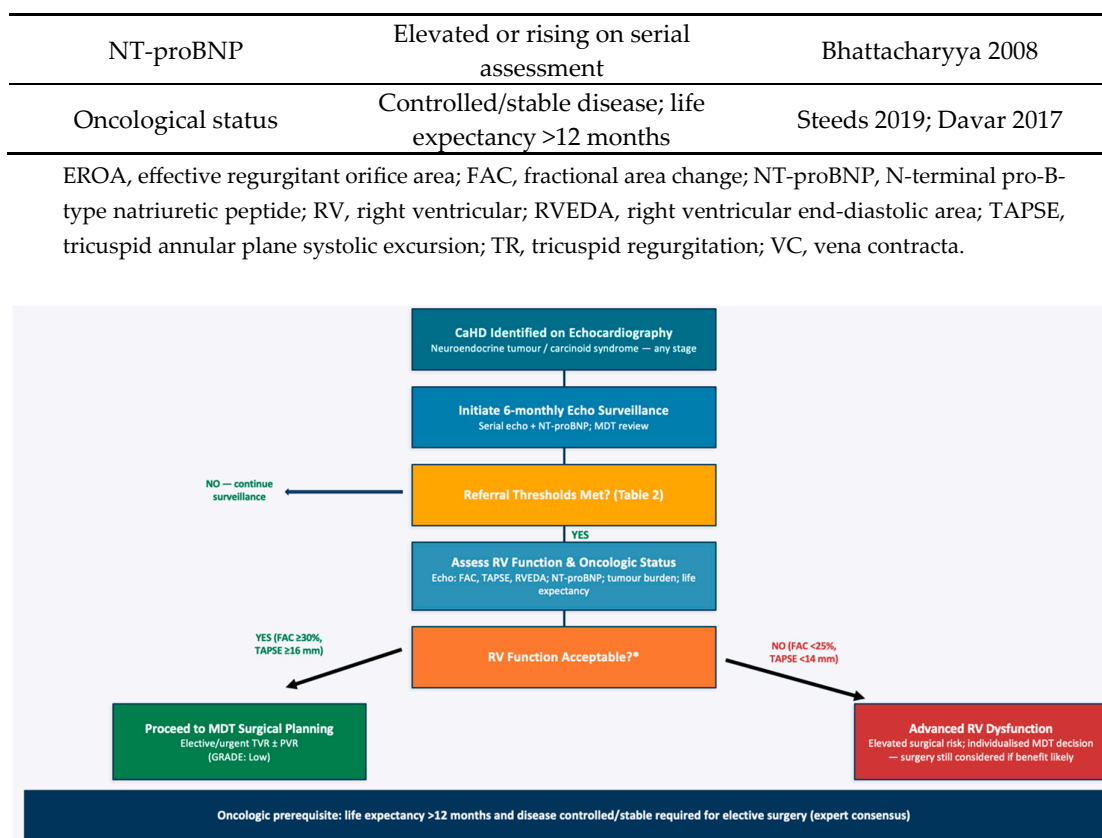 NT-proBNP Elevated or rising on serial assessment Bhattacharyya 2008
Oncological status Controlled/stable disease; life expectancy >12 months Steeds 2019; Davar 2017
EROA, effective regurgitant orifice area; FAC, fractional area change; NT-proBNP, N-terminal pro-B-
type natriuretic peptide; RV, right ventricular; RVEDA, right ventricular end-diastolic area; TAPSE,
tricuspid annular plane systolic excursion; TR, tricuspid regurgitation; VC, vena contracta.
CaHD Identified on Echocardiography
Neuroendocrine tumour / carcinoid syndrome — any stage
Initiate 6-monthly Echo Surveillance
Serial echo + NT-proBNP; MDT review
NO — continue
surveillance
Referral Thresholds Met? (Table 2)
YES
Assess RV Function & Oncologic Status
Echo: FAC, TAPSE, RVEDA; NT-proBNP; tumour burden; life
expectancy
YES (FAC ≥30%,
TAPSE ≥16 mm)
RV Function Acceptable?*
NO (FAC <25%,
TAPSE <14 mm)
Proceed to MDT Surgical Planning
Elective/urgent TVR ± PVR
(GRADE: Low)
Advanced RV Dysfunction
Elevated surgical risk; individualised MDT decision
— surgery still considered if benefit likely
Oncologic prerequisite: life expectancy >12 months and disease controlled/stable required for elective surgery (expert consensus)